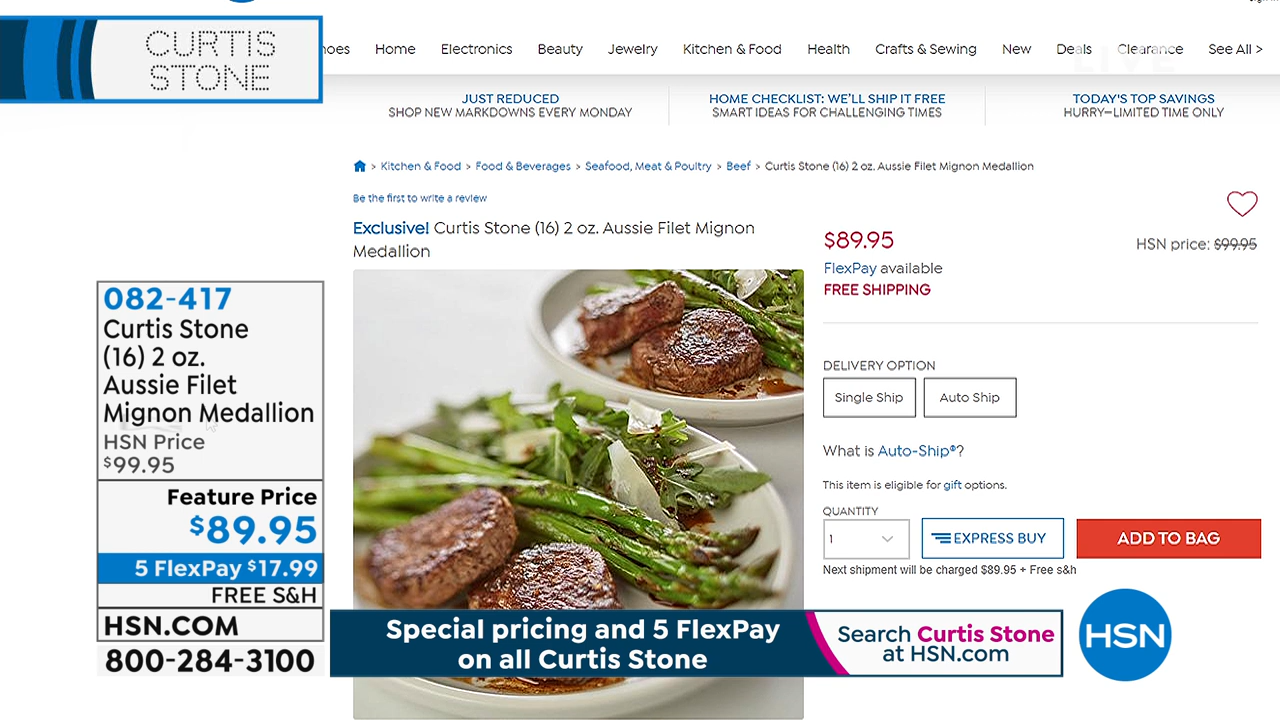 CURTIS
STONE
Home Electronics Beauty Jewelry Kitchen & Food Health Crafts & Sewing New Deals Clearance See All >
LIVE
JUST REDUCED
SHOP NEW MARKDOWNS EVERY MONDAY
HOME CHECKLIST: WE'LL SHIP IT FREE
SMART IDEAS FOR CHALLENGING TIMES
TODAY'S TOP SAVINGS
HURRY—LIMITED TIME ONLY
> Kitchen & Food > Food & Beverages > Seafood, Meat & Poultry > Beef > Curtis Stone (16) 2 oz. Aussie Filet Mignon Medallion
Be the first to write a review
Exclusive! Curtis Stone (16) 2 oz. Aussie Filet Mignon
Medallion
$89.95
HSN price: $99.95
FlexPay available
FREE SHIPPING
DELIVERY OPTION
Single Ship Auto Ship
What is Auto-Ship®?
This item is eligible for gift options.
QUANTITY
1
EXPRESS BUY
ADD TO BAG
Next shipment will be charged $89.95 + Free s&h
082-417
Curtis Stone
(16) 2 oz.
Aussie Filet
Mignon Medallion
HSN Price
$99.95
Feature Price
$89.95
5 FlexPay $17.99
FREE S&H
HSN.COM
800-284-3100
Special pricing and 5 FlexPay
on all Curtis Stone
Search Curtis Stone
at HSN.com
HSN